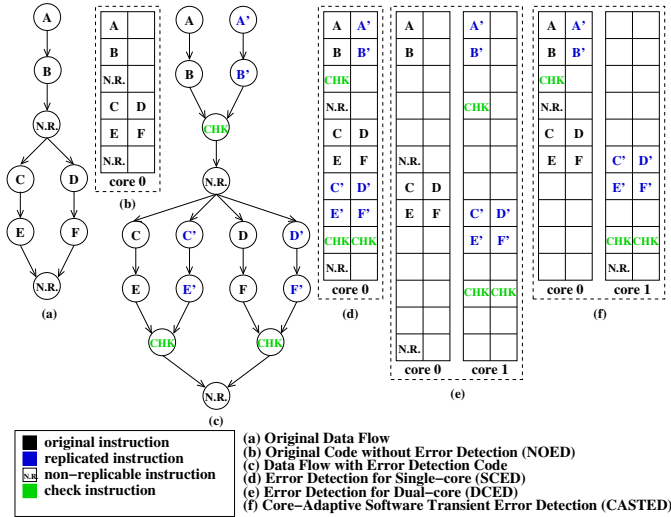 A
B
N.R.
C D
E F
N.R.
(a)
A
B
N.R.
C D
E F
N.R.
core 0
(b)
A A'
B B'
CHK
N.R.
C C' D D'
E E' F F'
CHK CHK
N.R.
(c)
A A'
B B'
CHK
N.R.
C D
E F
C' D'
E' F'
CHK CHK
N.R.
core 0
(d)
A A'
B B'
CHK
N.R.
C D
E F C' D'
E' F'
CHK CHK
N.R.
core 0 core 1
(e)
A A'
B B'
CHK
N.R.
C D
E F C' D'
E' F'
CHK CHK
N.R.
core 0 core 1
(f)
original instruction
replicated instruction
N.R. non-replicable instruction
check instruction
(a) Original Data Flow
(b) Original Code without Error Detection (NOED)
(c) Data Flow with Error Detection Code
(d) Error Detection for Single-core (SCED)
(e) Error Detection for Dual-core (DCED)
(f) Core-Adaptive Software Transient Error Detection (CASTED)